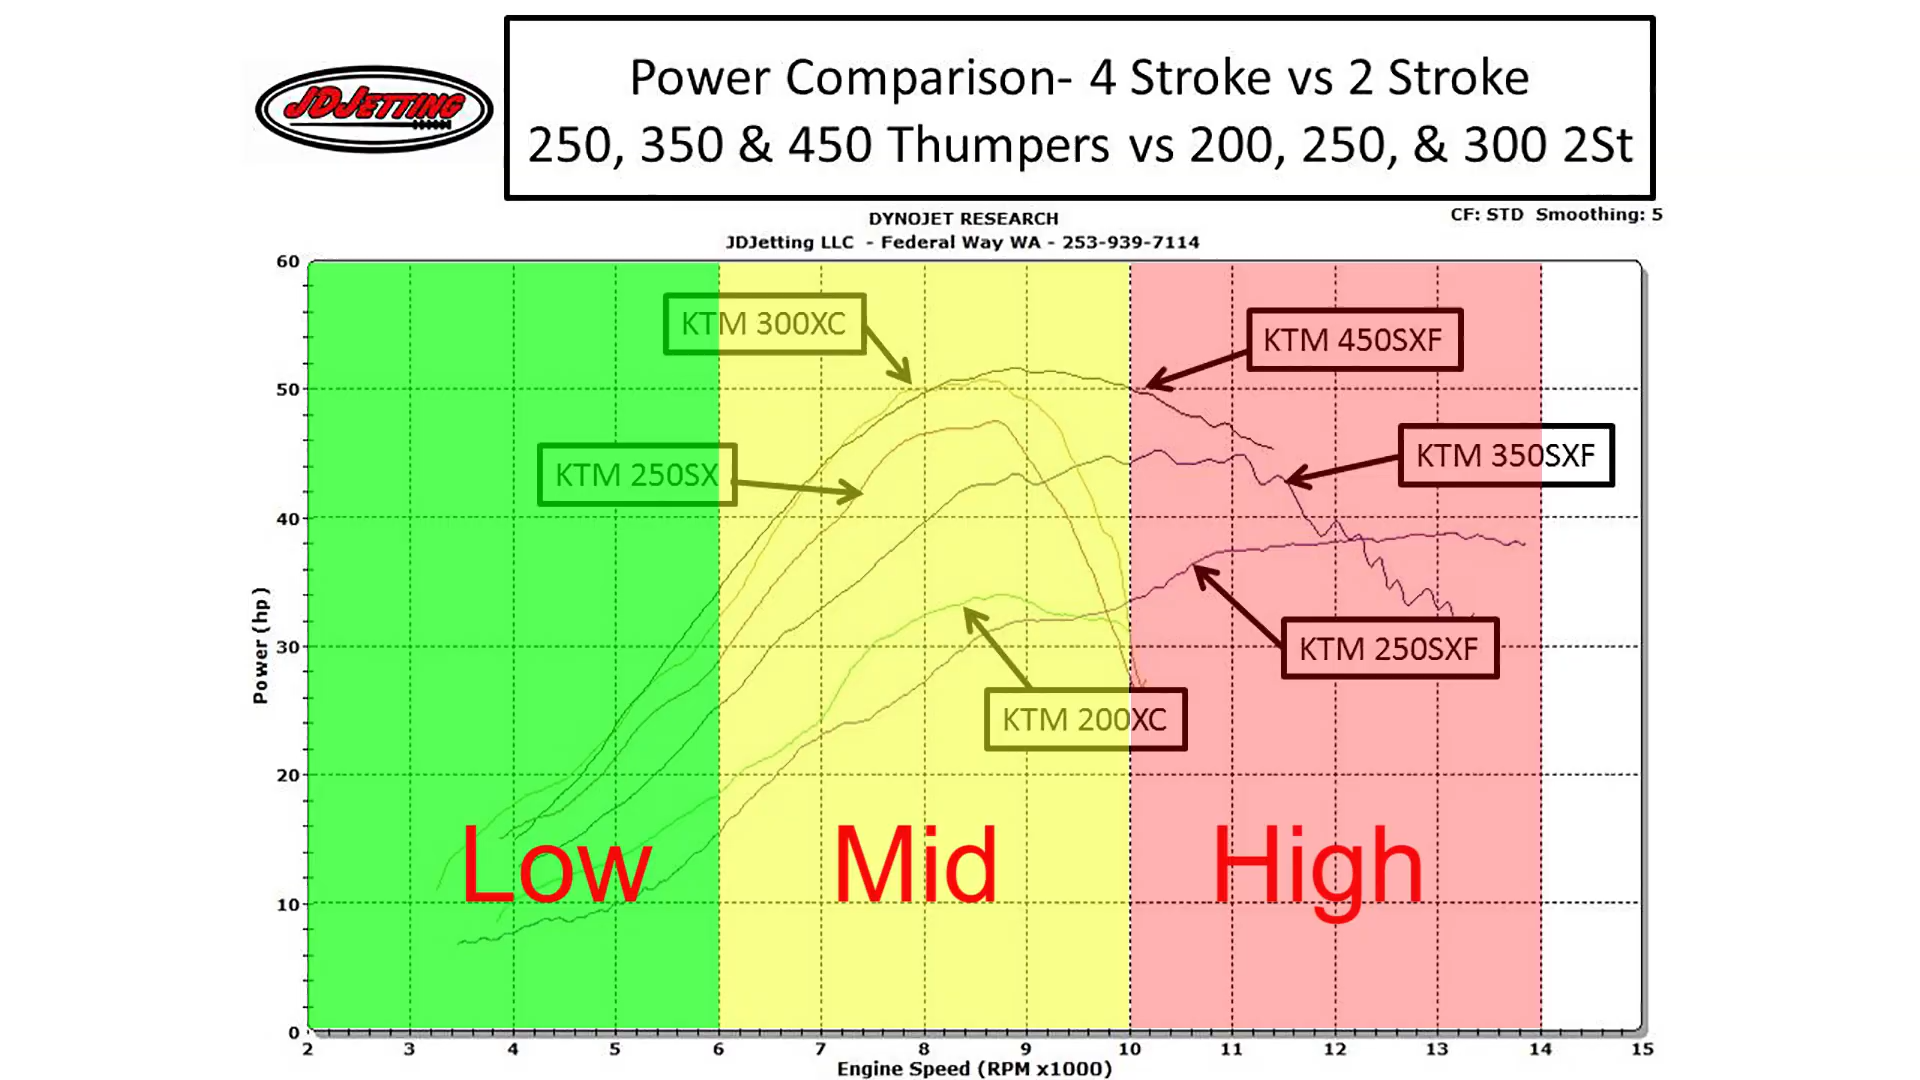 JDJETTING
Power Comparison- 4 Stroke vs 2 Stroke
250, 350 & 450 Thumpers vs 200, 250, & 300 2St
DYNOJET RESEARCH
CF: STD Smoothing: 5
JDJetting LLC - Federal Way WA - 253-939-7114
60
50
40
30
20
10
0
Power (hp)
KTM 300XC
KTM 450SXF
KTM 350SXF
KTM 250SX
KTM 250SXF
KTM 200XC
Low
Mid
High
2 3 4 5 6 7 8 9 10 11 12 13 14 15
Engine Speed (RPM x1000)